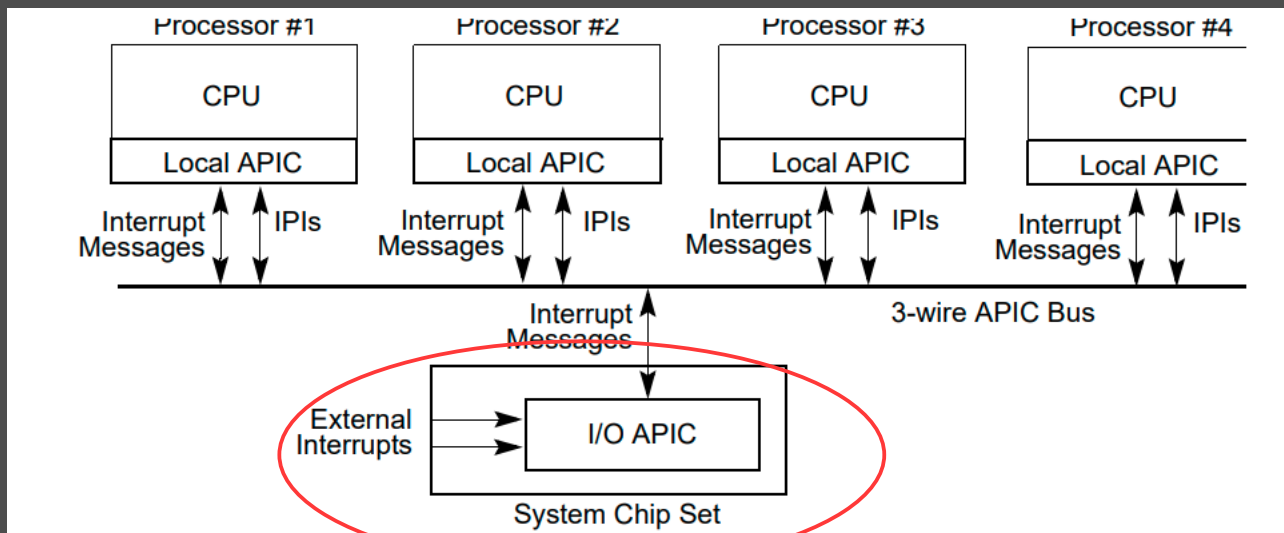 Processor #1
Processor #2
Processor #3
Processor #4
CPU
CPU
CPU
CPU
Local APIC
Local APIC
Local APIC
Local APIC
Interrupt
Messages
IPIs
Interrupt
Messages
IPIs
Interrupt
Messages
IPIs
Interrupt
Messages
IPIs
3-wire APIC Bus
Interrupt
Messages
External
Interrupts
I/O APIC
System Chip Set